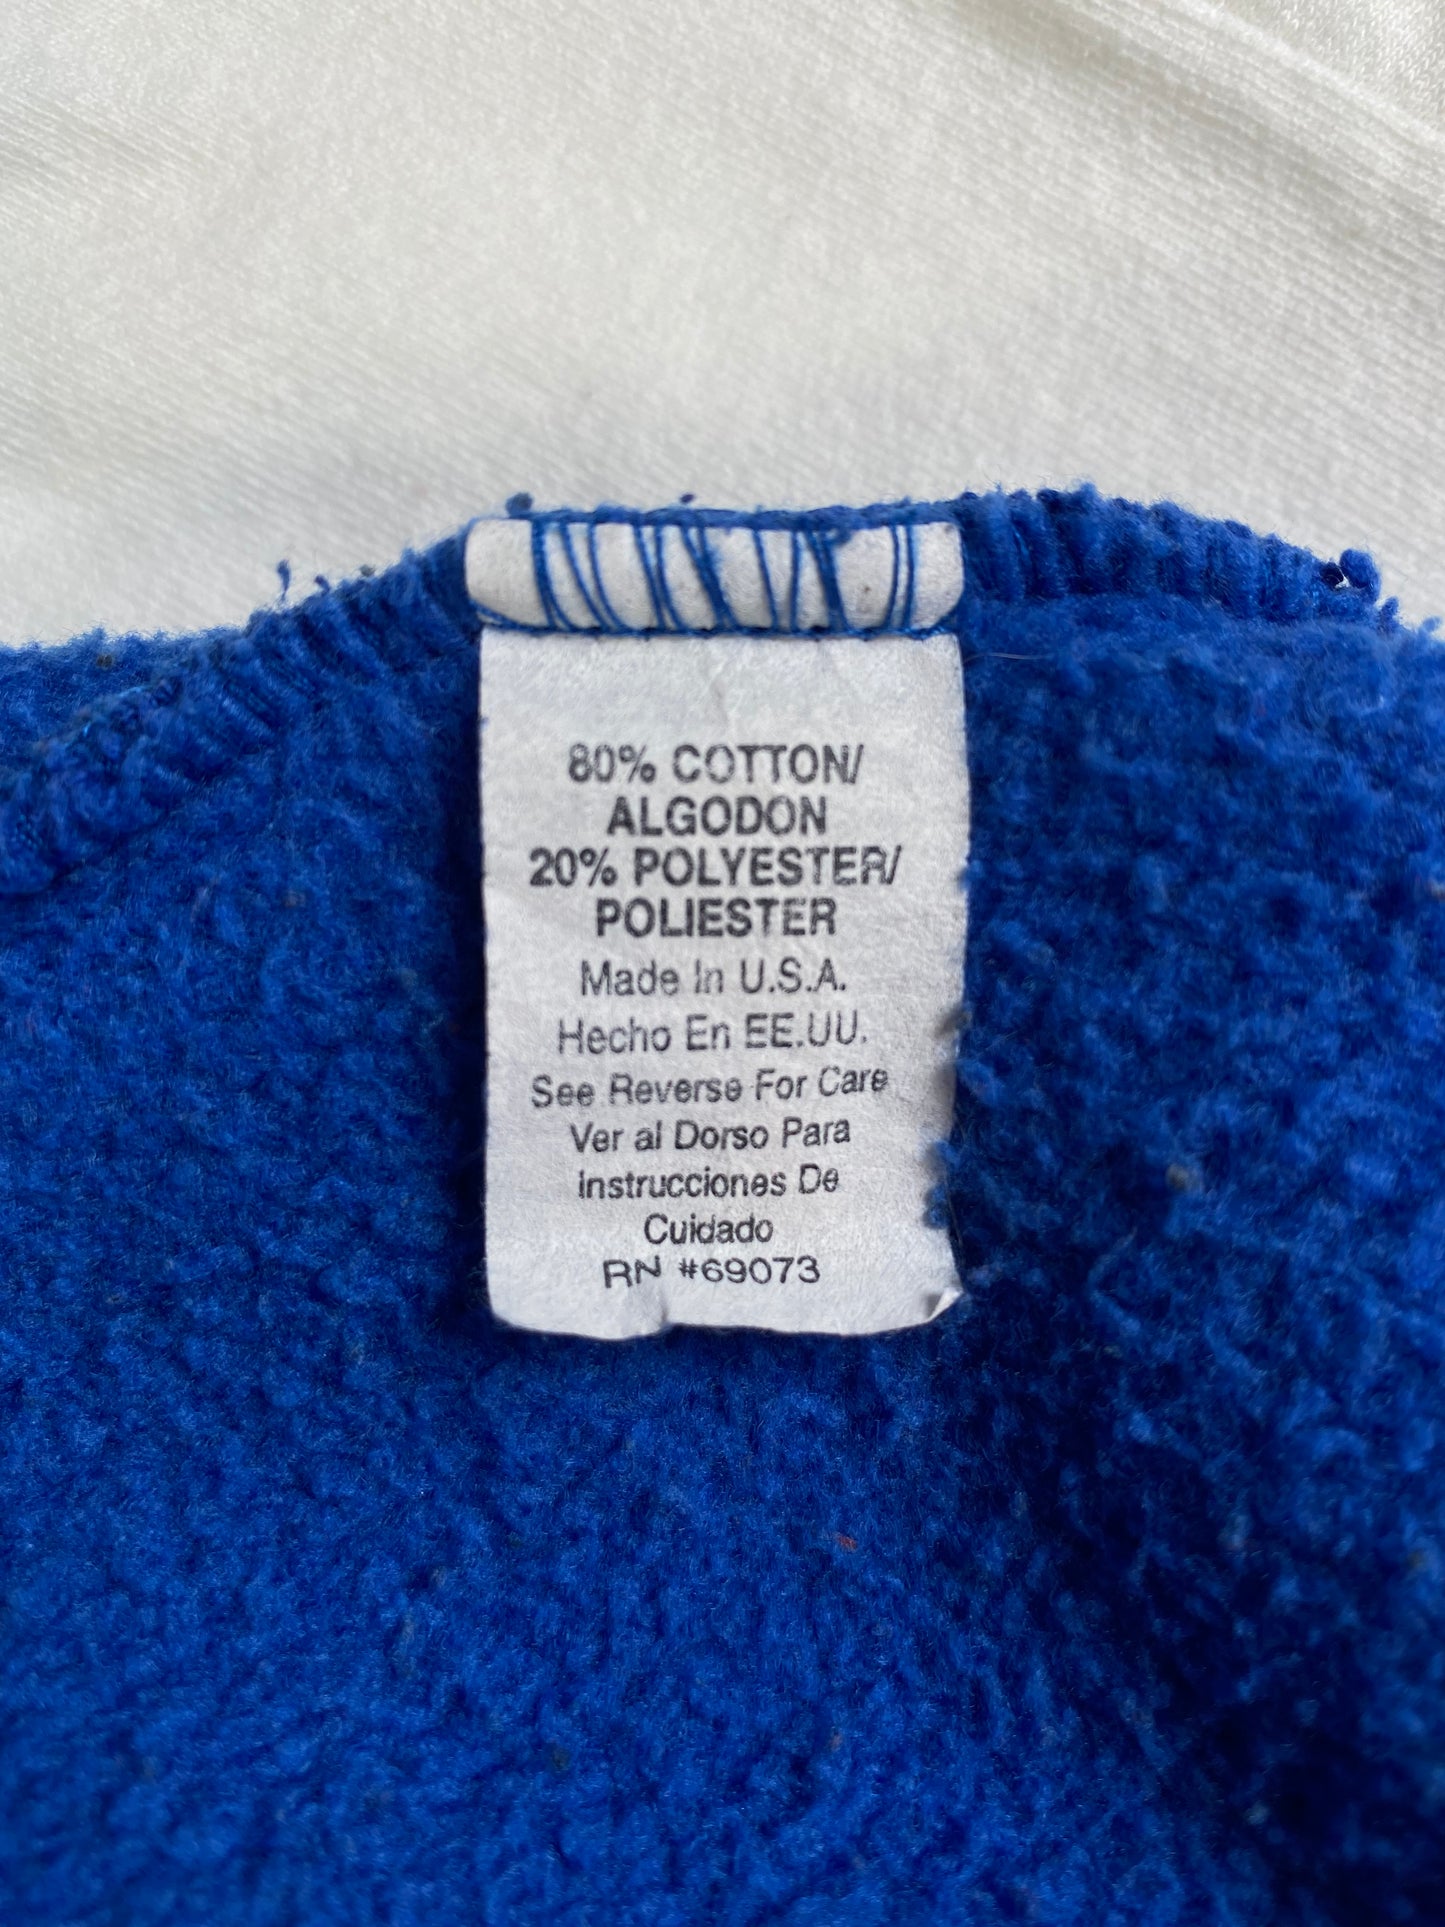 80% COTTON/
ALGODON
20% POLYESTER/
POLIESTER
Made In U.S.A.
Hecho En EE.UU.
See Reverse For Care
Ver al Dorso Para
Instrucciones De
Cuidado
RN #69073